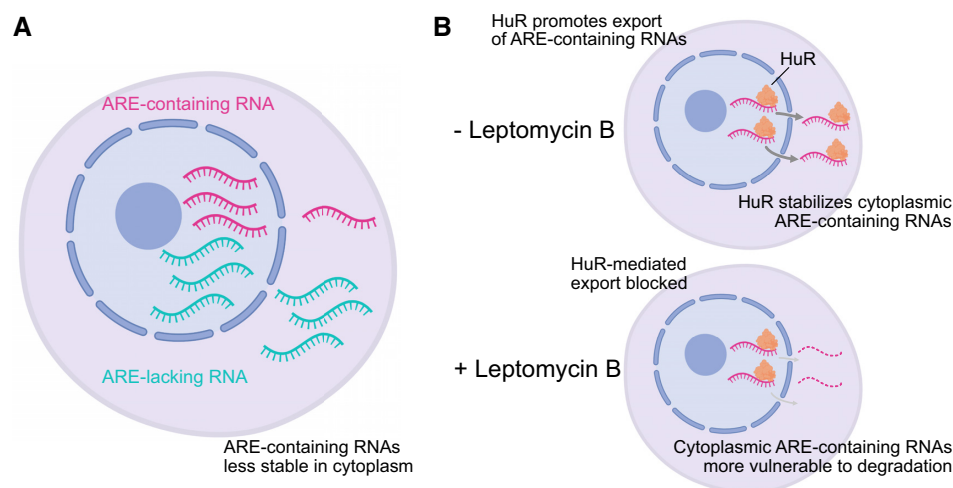 A
ARE-containing RNA
ARE-lacking RNA
ARE-containing RNAs
less stable in cytoplasm
B
HuR promotes export
of ARE-containing RNAs
HuR
- Leptomycin B
HuR stabilizes cytoplasmic
ARE-containing RNAs
HuR-mediated
export blocked
+ Leptomycin B
Cytoplasmic ARE-containing RNAs
more vulnerable to degradation